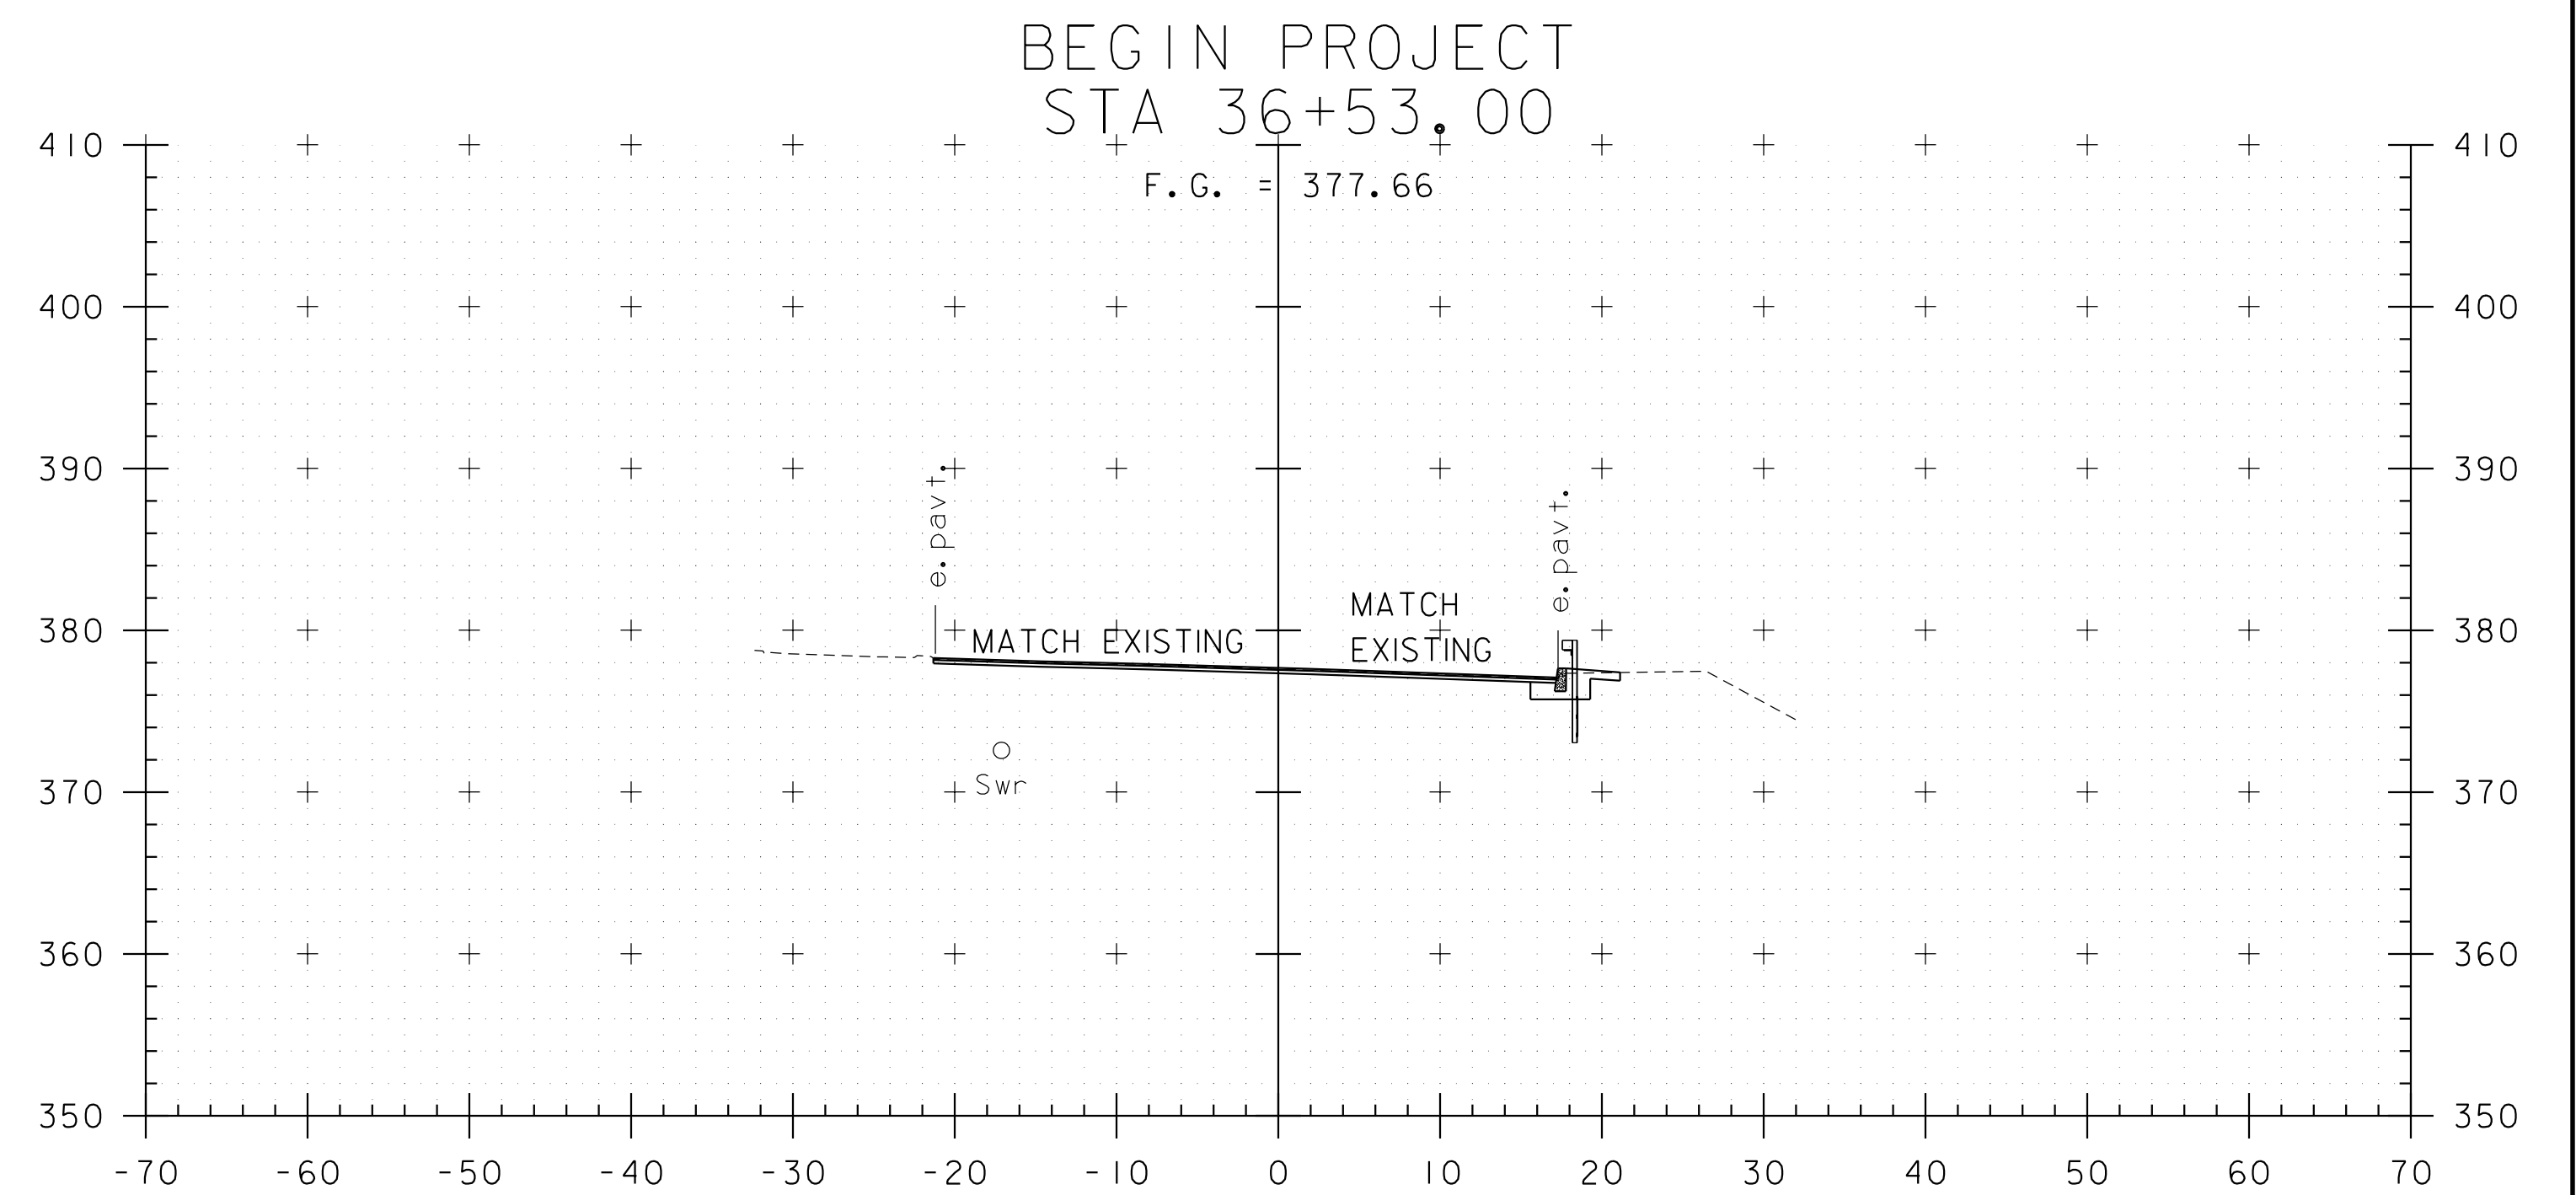 BEGIN PROJECT
STA 36+53.00
F.G. = 377.66
410 410
400 400
390 390
e.pavt.
e.pavt.
MATCH
EXISTING
380 380
MATCH EXISTING
Swr
370 370
360 360
350 350
-70 -60 -50 -40 -30 -20 -10 0 10 20 30 40 50 60 70